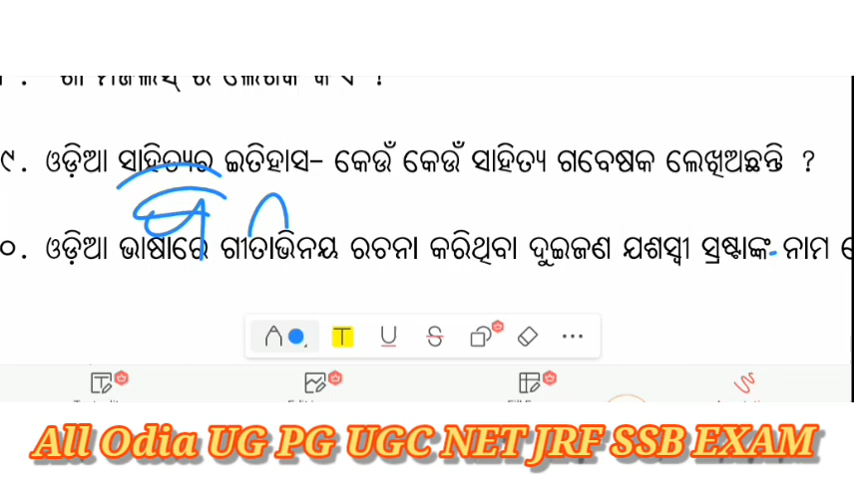 ୯. ଓଡ଼ିଆ ସାହିତ୍ୟର ଇତିହାସ- କେଉଁ କେଉଁ ସାହିତ୍ୟ ଗବେଷକ ଲେଖିଅଛନ୍ତି ?
୦. ଓଡ଼ିଆ ଭାଷାରେ ଗୀତାଭିନୟ ରଚନା କରିଥିବା ଦୁଇଜଣ ଯଶସ୍ୱୀ ସ୍ରଷ୍ଟାଙ୍କ ନାମ
All Odia UG PG UGC NET JRF SSB EXAM